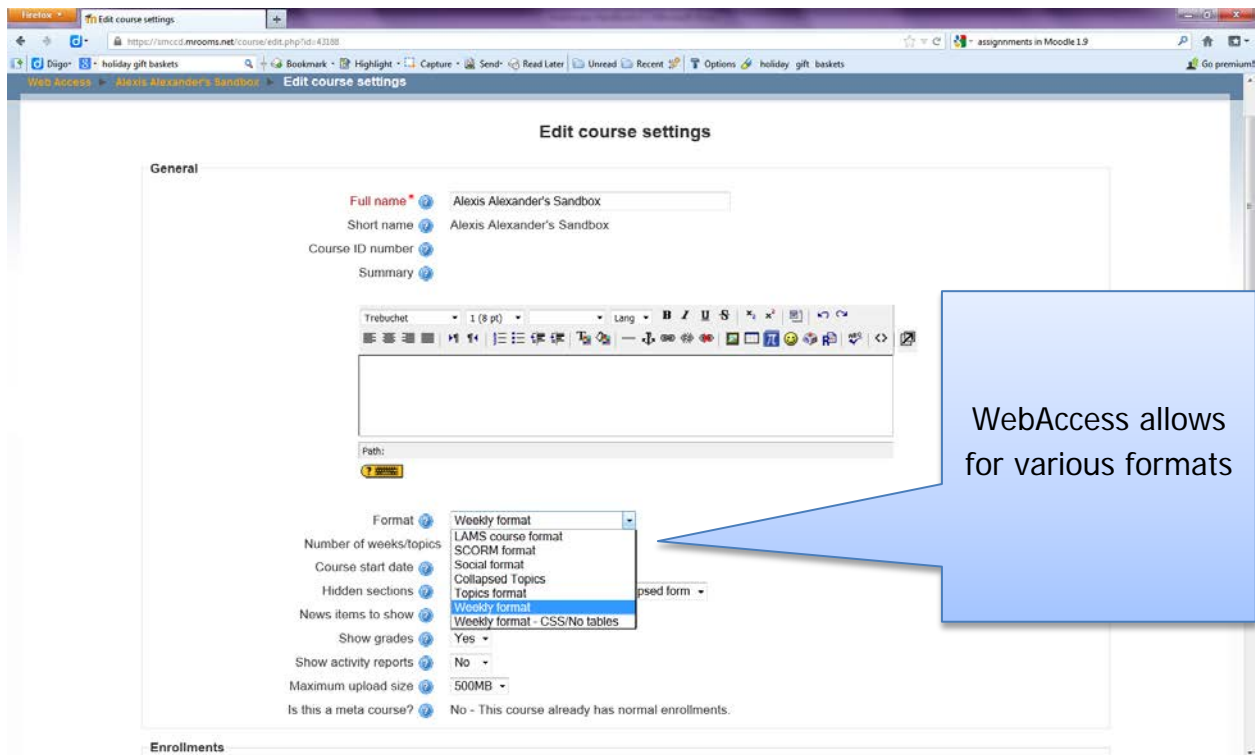 Firefox
Edit course settings
+
https://smccd.mrooms.net/course/edit.php?id=43188
assignnments in Moodle 1.9
Diigo
holiday gift baskets
Bookmark
Highlight
Capture
Send
Read Later
Unread
Recent
Options
holiday gift baskets
Go premium!
Web Access ► Alexis Alexander's Sandbox ► Edit course settings
Edit course settings
General
Full name*
Alexis Alexander's Sandbox
Short name
Alexis Alexander's Sandbox
Course ID number
Summary
Trebuchet
1 (8 pt)
Lang
B I U S
Path:
WebAccess allows
for various formats
Format
Weekly format
LAMS course format
SCORM format
Social format
Collapsed Topics
Topics format
Weekly format
Weekly format - CSS/No tables
Number of weeks/topics
Course start date
Hidden sections
psed form
News items to show
Show grades
Yes
Show activity reports
No
Maximum upload size
500MB
Is this a meta course?
No - This course already has normal enrollments.
Enrollments